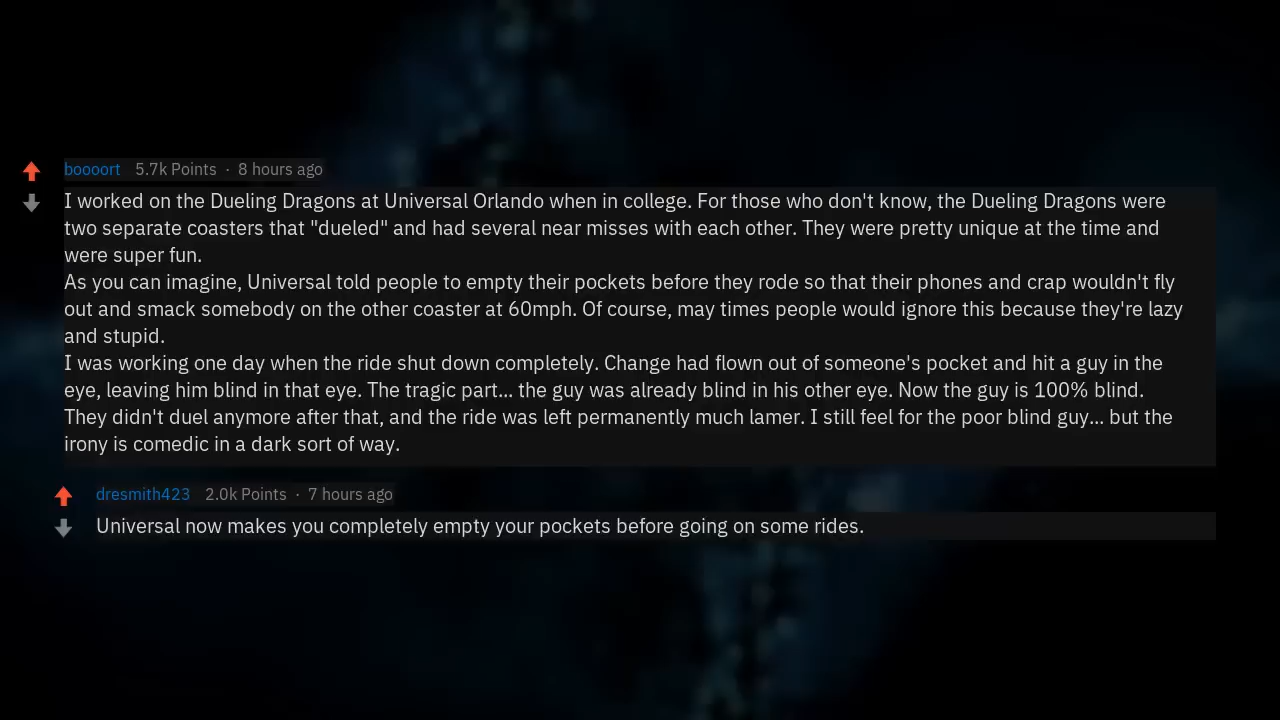 boooort 5.7k Points · 8 hours ago
I worked on the Dueling Dragons at Universal Orlando when in college. For those who don't know, the Dueling Dragons were
two separate coasters that "dueled" and had several near misses with each other. They were pretty unique at the time and
were super fun.
As you can imagine, Universal told people to empty their pockets before they rode so that their phones and crap wouldn't fly
out and smack somebody on the other coaster at 60mph. Of course, may times people would ignore this because they're lazy
and stupid.
I was working one day when the ride shut down completely. Change had flown out of someone's pocket and hit a guy in the
eye, leaving him blind in that eye. The tragic part... the guy was already blind in his other eye. Now the guy is 100% blind.
They didn't duel anymore after that, and the ride was left permanently much lamer. I still feel for the poor blind guy... but the
irony is comedic in a dark sort of way.
dresmith423 2.0k Points · 7 hours ago
Universal now makes you completely empty your pockets before going on some rides.